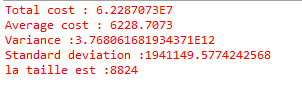 Total cost : 6.2287073E7
Average cost : 6228.7073
Variance :3.768061681934371E12
Standard deviation :1941149.5774242568
la taille est :8824